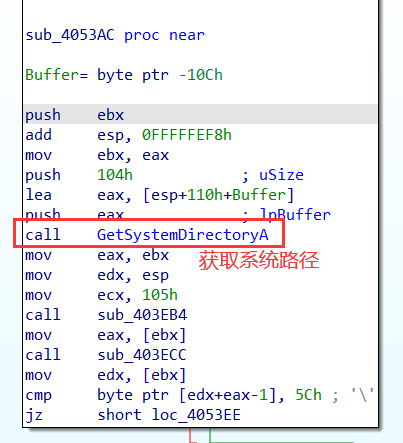 sub_4053AC proc near
Buffer= byte ptr -10Ch
push    ebx
add     esp, 0FFFFFEF8h
mov     ebx, eax
push    104h            ; uSize
lea     eax, [esp+110h+Buffer]
push    eax             ; lpBuffer
call    GetSystemDirectoryA
获取系统路径
mov     eax, ebx
mov     edx, esp
mov     ecx, 105h
call    sub_403EB4
mov     eax, [ebx]
call    sub_403ECC
mov     edx, [ebx]
cmp     byte ptr [edx+eax-1], 5Ch ; '\'
jz      short loc_4053EE